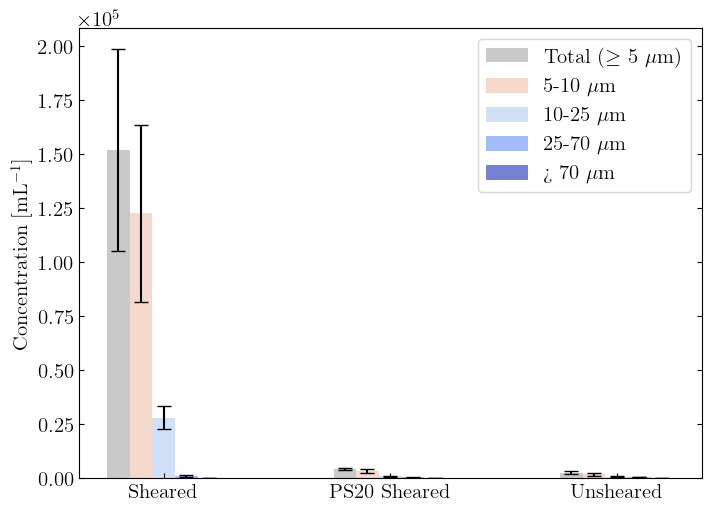 ×10⁵
2.00
1.75
1.50
1.25
1.00
0.75
0.50
0.25
0.00
Concentration [mL⁻¹]
Total (≥ 5 μm)
5-10 μm
10-25 μm
25-70 μm
> 70 μm
Sheared
PS20 Sheared
Unsheared